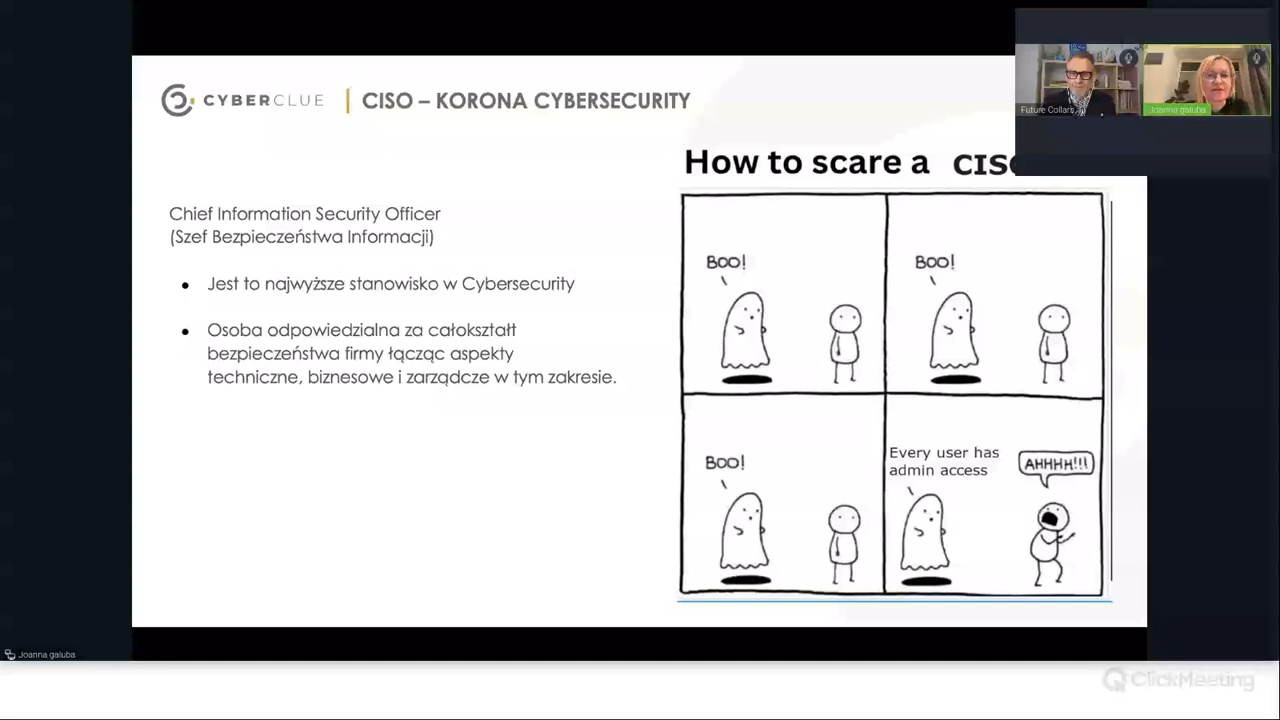 CYBERCLUE
CISO – KORONA CYBERSECURITY
Future Collars
Joanna galuba
How to scare a CISO
Chief Information Security Officer
(Szef Bezpieczeństwa Informacji)
Jest to najwyższe stanowisko w Cybersecurity
Osoba odpowiedzialna za całokształt
bezpieczeństwa firmy łącząc aspekty
techniczne, biznesowe i zarządcze w tym zakresie.
BOO!
BOO!
BOO!
Every user has
admin access
AHHHH!!!
Joanna galuba
ClickMeeting